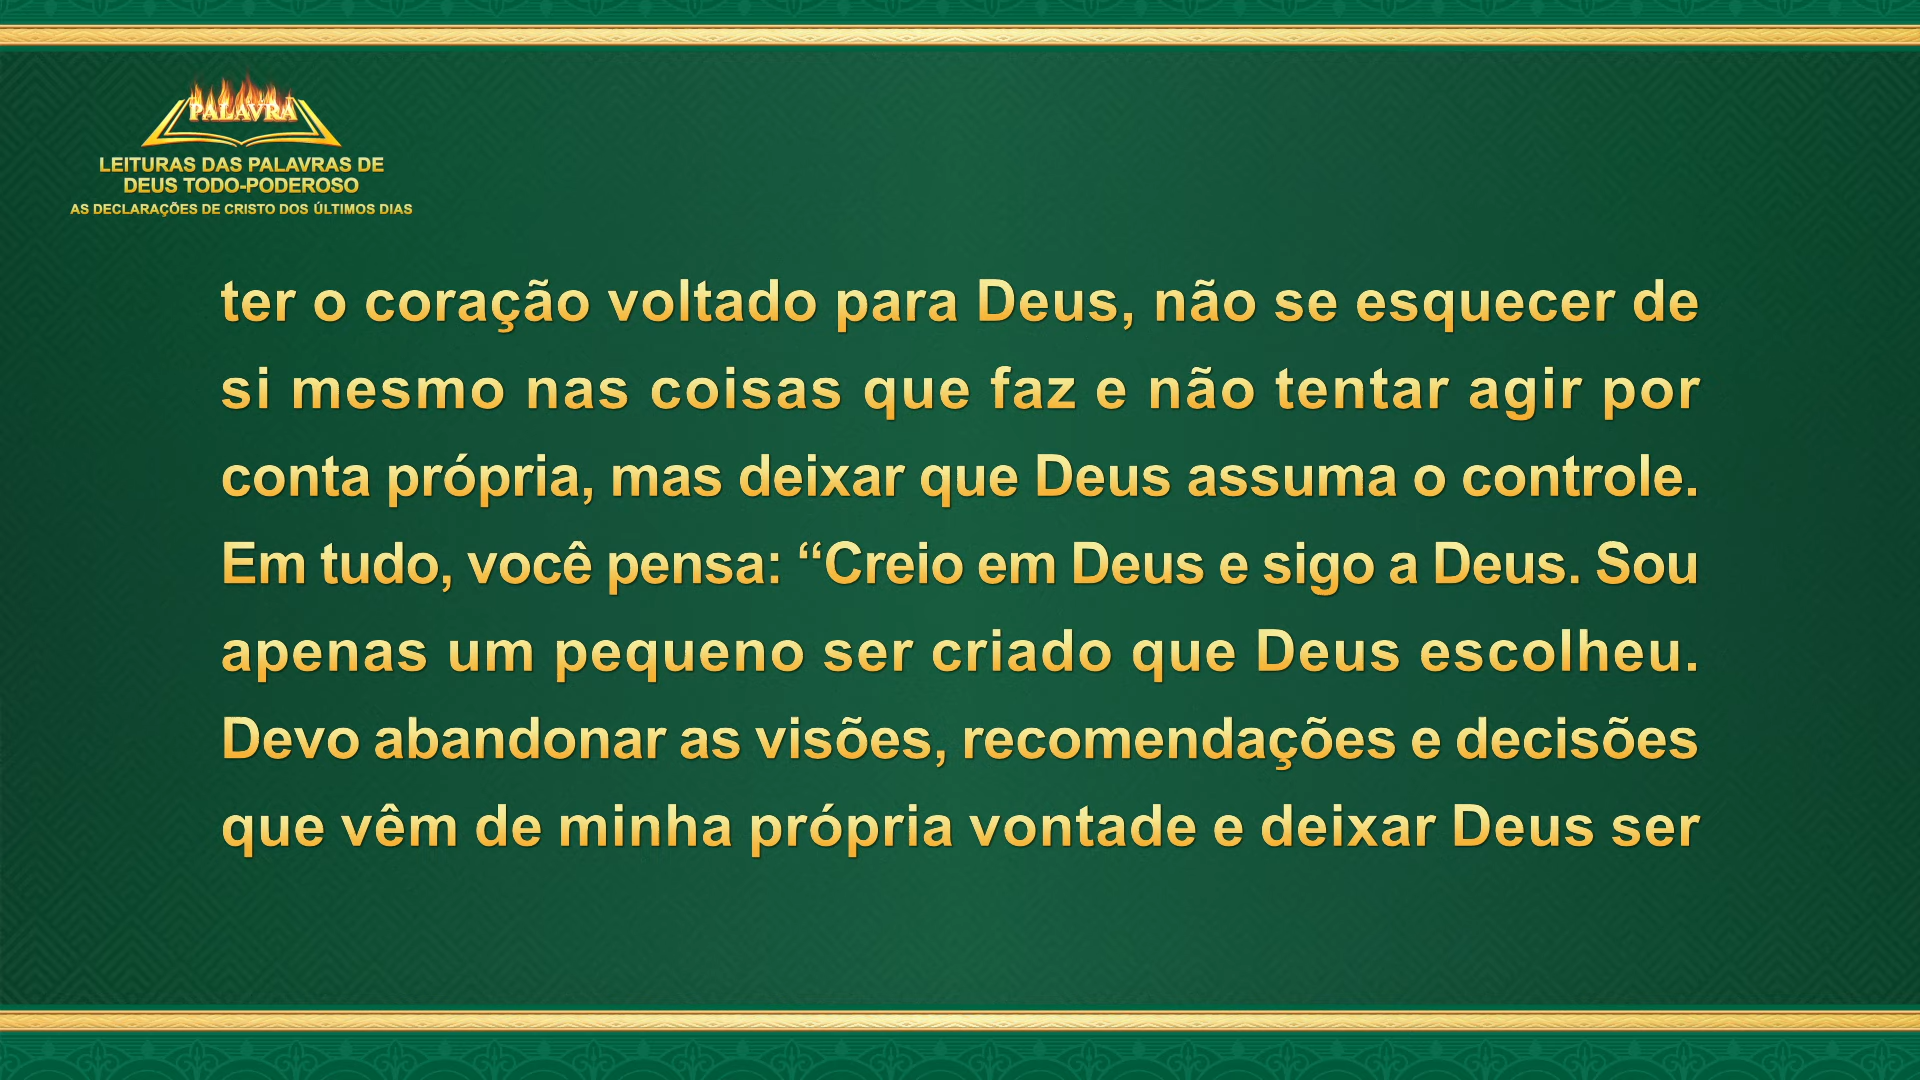 PALAVRA
LEITURAS DAS PALAVRAS DE
DEUS TODO-PODEROSO
AS DECLARAÇÕES DE CRISTO DOS ÚLTIMOS DIAS
ter o coração voltado para Deus, não se esquecer de
si mesmo nas coisas que faz e não tentar agir por
conta própria, mas deixar que Deus assuma o controle.
Em tudo, você pensa: “Creio em Deus e sigo a Deus. Sou
apenas um pequeno ser criado que Deus escolheu.
Devo abandonar as visões, recomendações e decisões
que vêm de minha própria vontade e deixar Deus ser